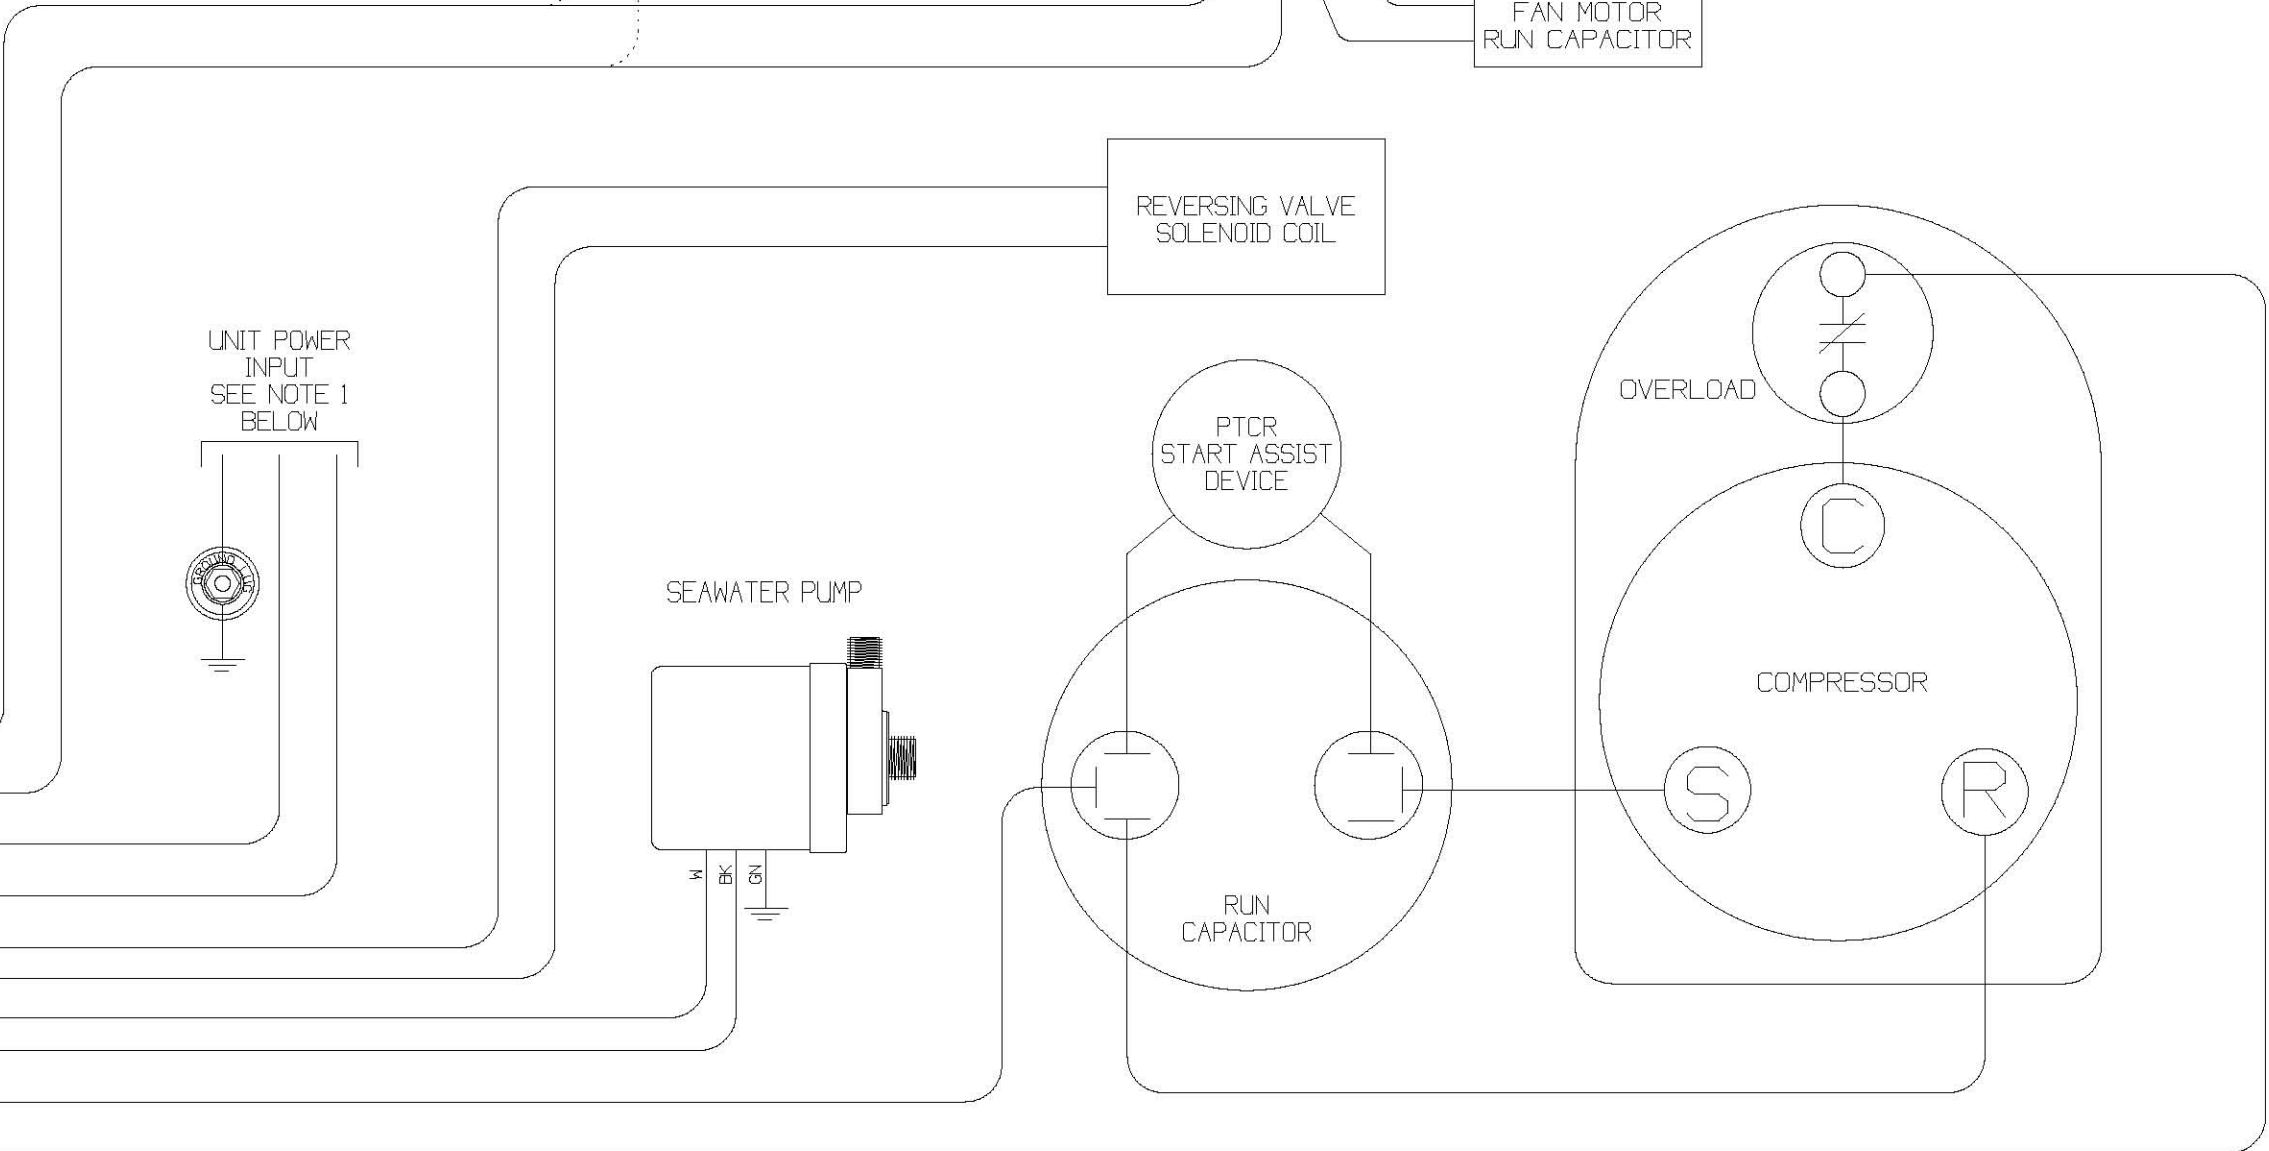 FAN MOTOR
RUN CAPACITOR
REVERSING VALVE
SOLENOID COIL
UNIT POWER
INPUT
SEE NOTE 1
BELOW
OVERLOAD
PTCR
START ASSIST
DEVICE
C
GROUND LUG
SEAWATER PUMP
COMPRESSOR
S
R
W
BK
GN
RUN
CAPACITOR